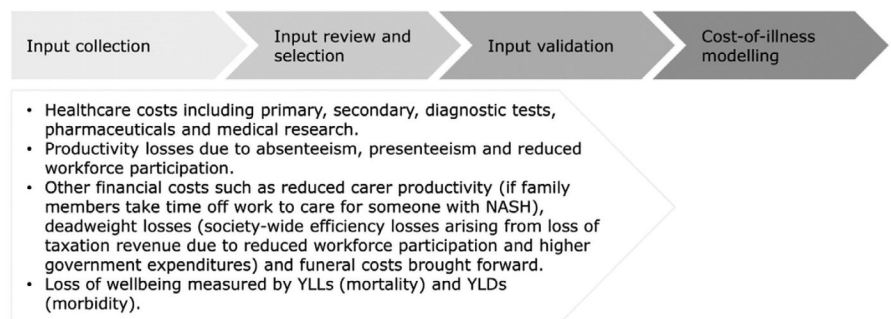 Input collection
Input review and
selection
Input validation
Cost-of-illness
modelling
• Healthcare costs including primary, secondary, diagnostic tests,
pharmaceuticals and medical research.
• Productivity losses due to absenteeism, presenteeism and reduced
workforce participation.
• Other financial costs such as reduced carer productivity (if family
members take time off work to care for someone with NASH),
deadweight losses (society-wide efficiency losses arising from loss of
taxation revenue due to reduced workforce participation and higher
government expenditures) and funeral costs brought forward.
• Loss of wellbeing measured by YLLs (mortality) and YLDs
(morbidity).